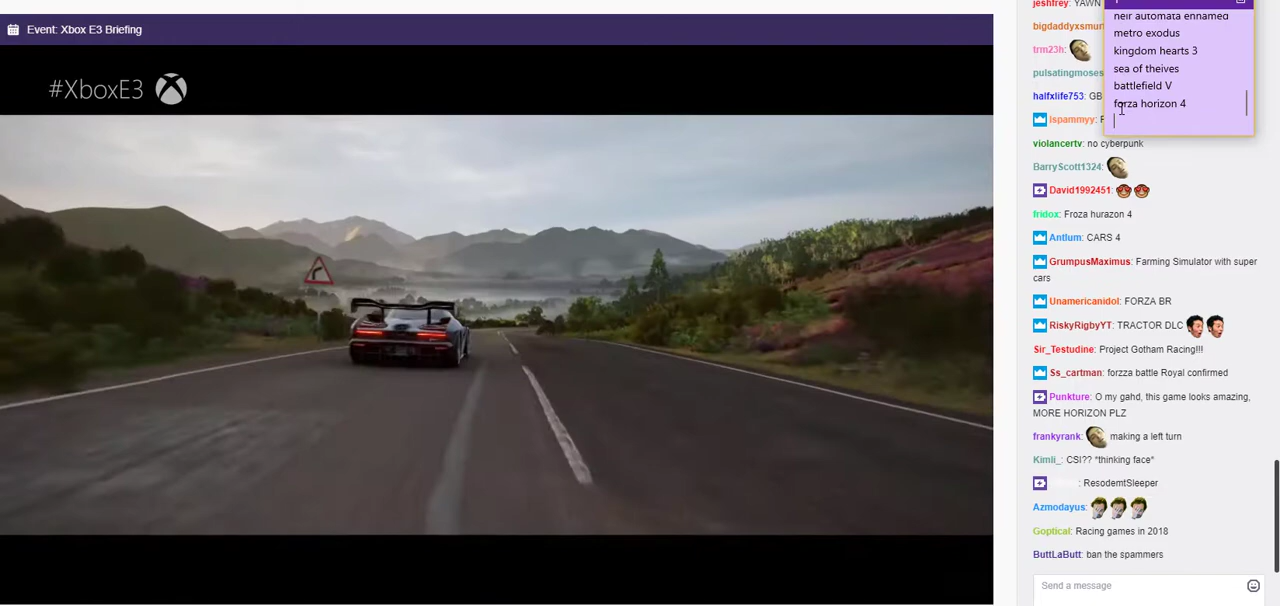 Event: Xbox E3 Briefing
#XboxE3
jeshfrey: YAWN
bigdaddyxsmur
trm23h:
pulsatingmoses
halfxlife753: GB
Ispammyy: F
violancertv: no cyberpunk
BarryScott1324:
David1992451:
fridox: Froza hurazon 4
Antlum: CARS 4
GrumpusMaximus: Farming Simulator with super
cars
Unamericanidol: FORZA BR
RiskyRigbyYT: TRACTOR DLC
Sir_Testudine: Project Gotham Racing!!!
Ss_cartman: forzza battle Royal confirmed
Punkture: O my gahd, this game looks amazing,
MORE HORIZON PLZ
frankyrank: making a left turn
Kimli_: CSI?? *thinking face*
: ResodemtSleeper
Azmodayus:
Goptical: Racing games in 2018
ButtLaButt: ban the spammers
Send a message
neir automata ennamed
metro exodus
kingdom hearts 3
sea of theives
battlefield V
forza horizon 4